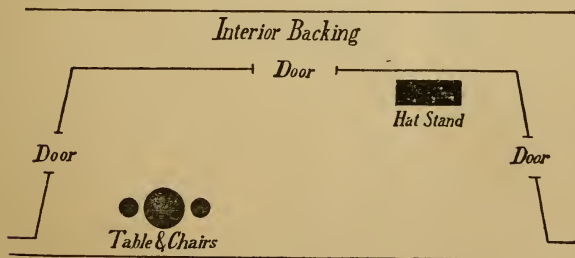 Interior Backing
Door
Hat Stand
Door
Door
Table & Chairs